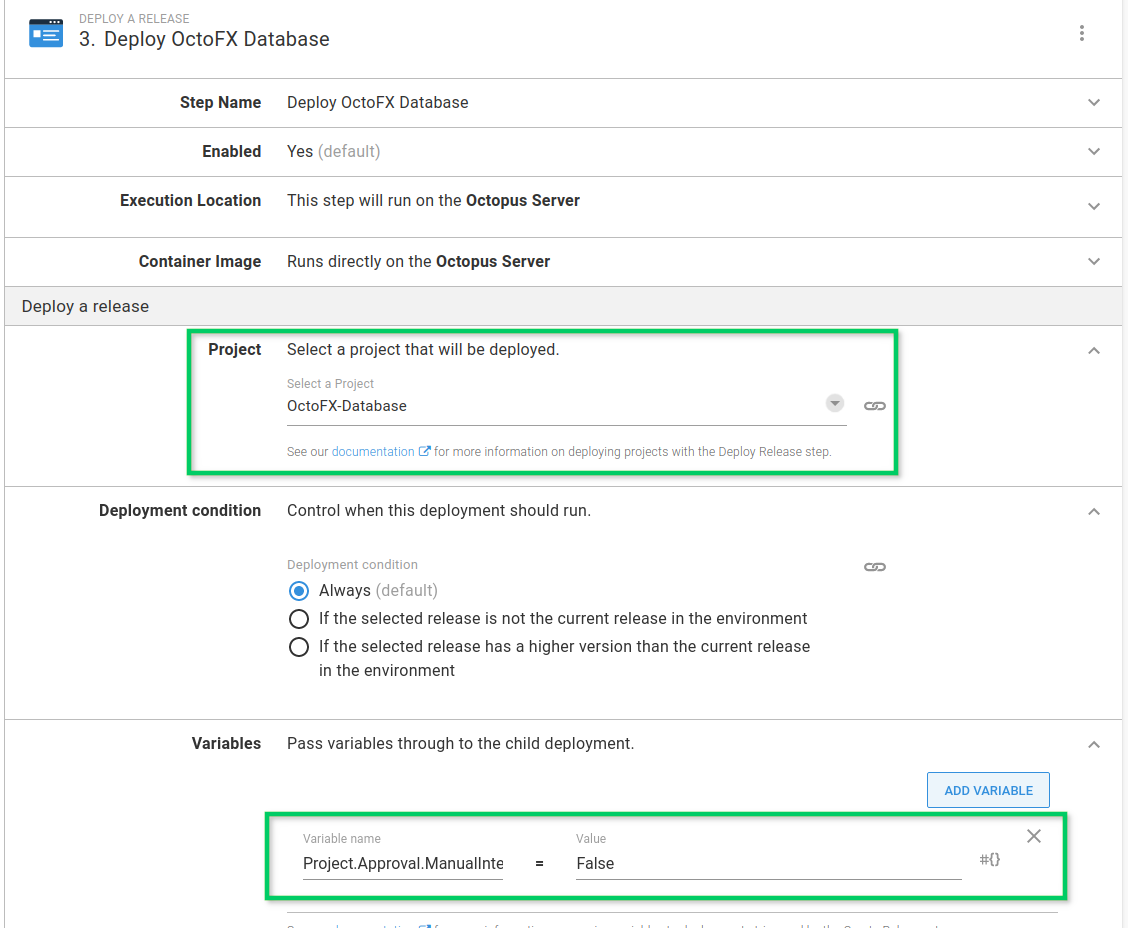 DEPLOY A RELEASE
3. Deploy OctoFX Database
Step Name Deploy OctoFX Database
Enabled Yes (default)
Execution Location This step will run on the Octopus Server
Container Image Runs directly on the Octopus Server
Deploy a release
Project Select a project that will be deployed.
Select a Project
OctoFX-Database
See our documentation for more information on deploying projects with the Deploy Release step.
Deployment condition Control when this deployment should run.
Deployment condition
Always (default)
If the selected release is not the current release in the environment
If the selected release has a higher version than the current release
in the environment
Variables Pass variables through to the child deployment.
ADD VARIABLE
Variable name Value
Project.Approval.ManualInte = False #{}